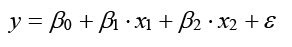 y = β₀ + β₁ · x₁ + β₂ · x₂ + ε